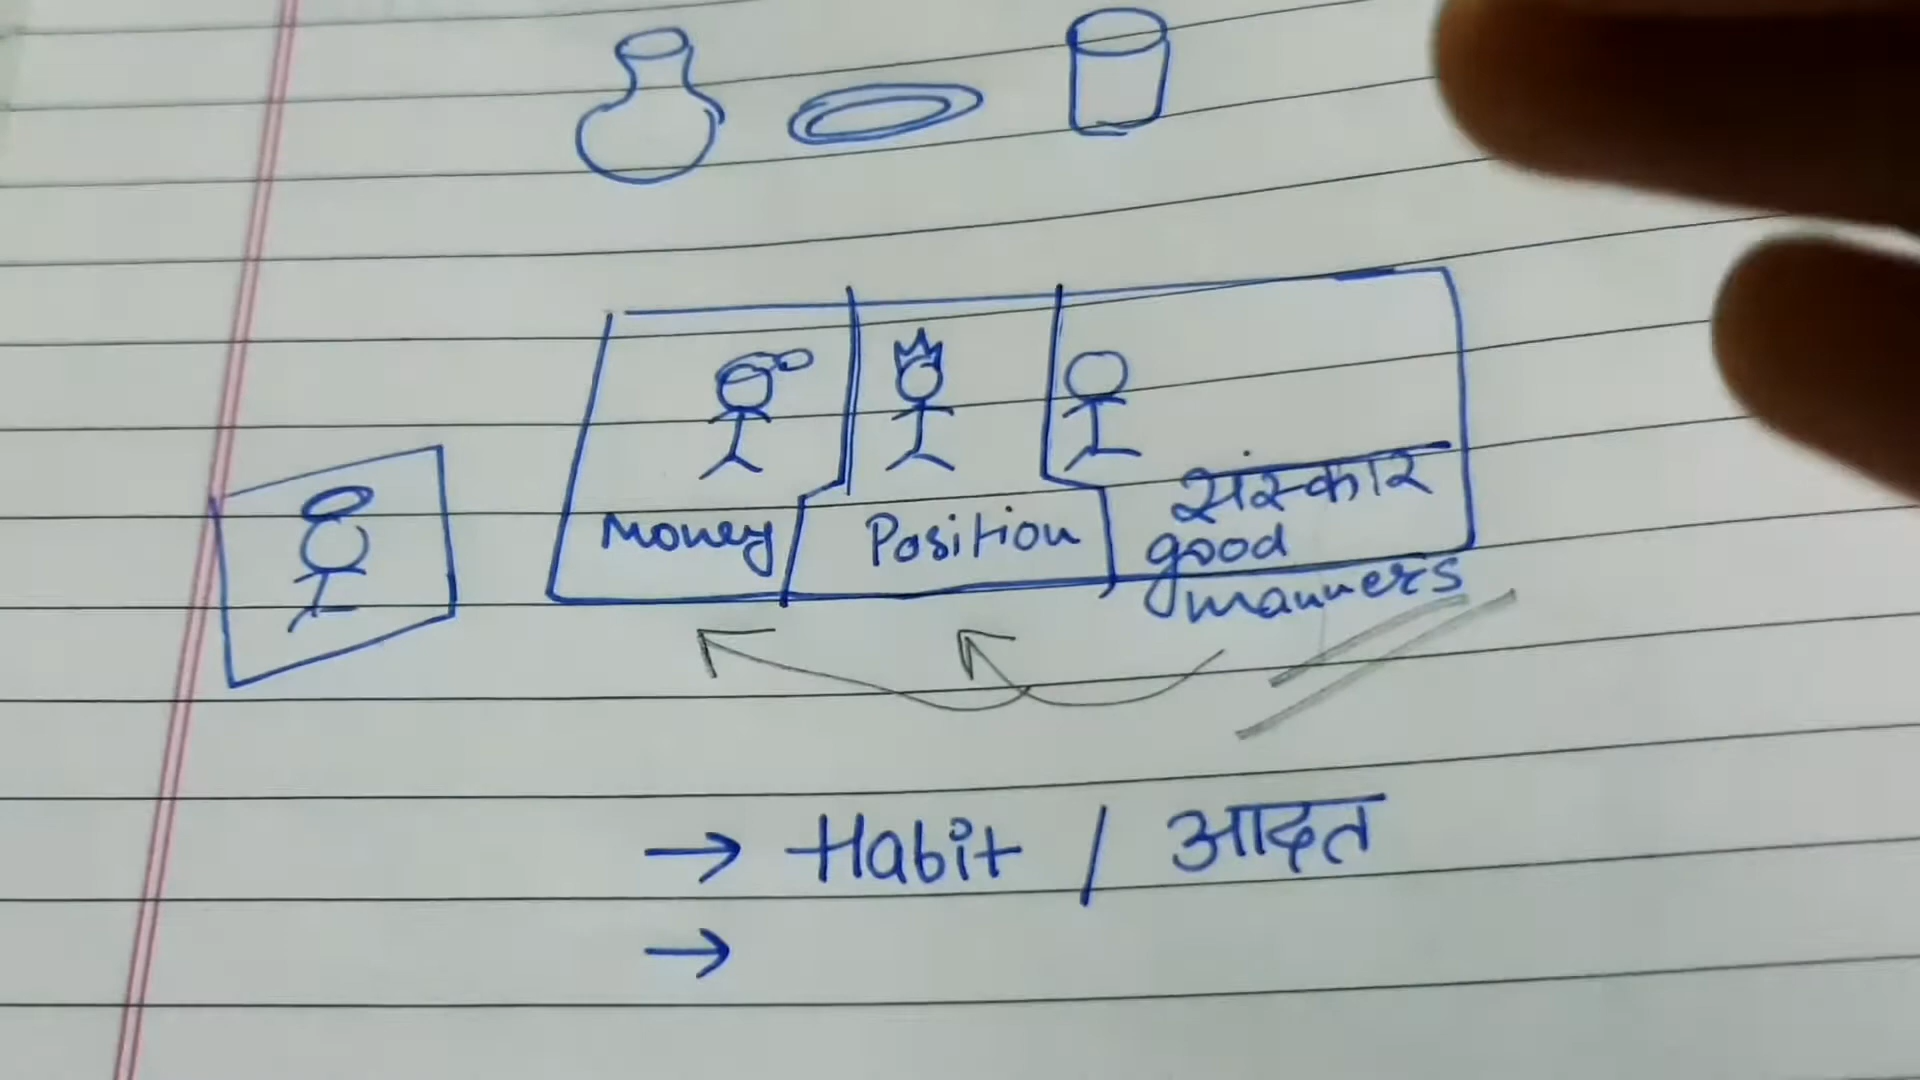 Money
Position
संस्कार
good
manners
→ Habit / आदत
→